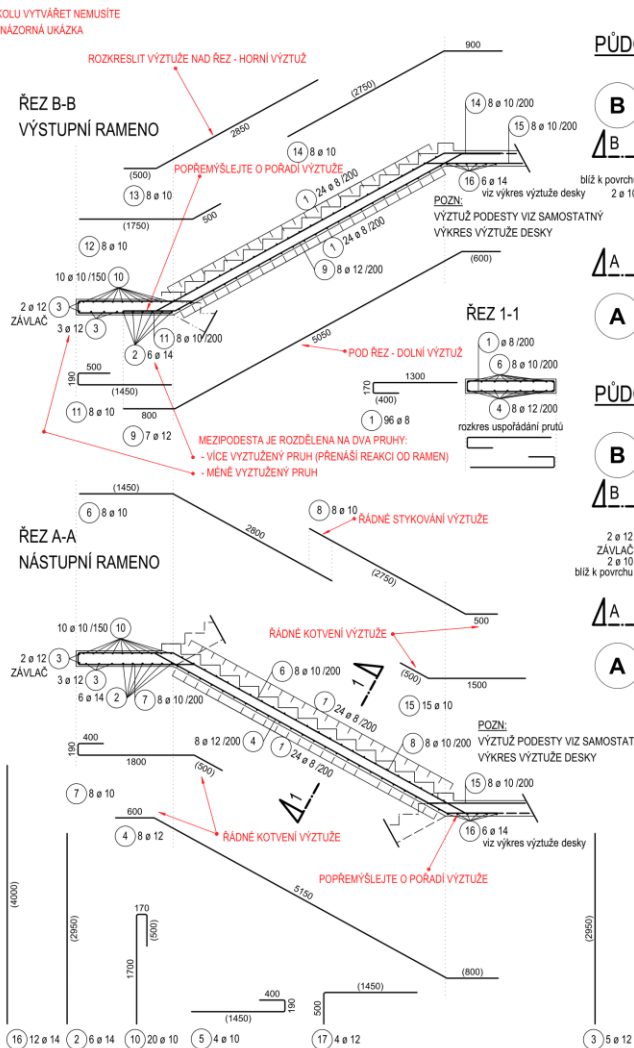 KOLU VYTVÁŘET NEMUSÍTE
NÁZORNÁ UKÁZKA
ROZKRESLIT VÝZTUŽE NAD ŘEZ - HORNÍ VÝZTUŽ
900
ŘEZ B-B
VÝSTUPNÍ RAMENO
2850
(2750)
(500)
13 8 ø 10
14 8 ø 10
14 8 ø 10 /200
15 8 ø 10 /200
POPŘEMÝŠLEJTE O POŘADÍ VÝZTUŽE
16 6 ø 14
viz výkres výztuže desky
1 24 ø 8 /200
1 24 ø 8 /200
9 8 ø 12 /200
POZN:
VÝZTUŽ PODESTY VIZ SAMOSTATNÝ
VÝKRES VÝZTUŽE DESKY
(1750)
500
12 8 ø 10
10 ø 10 /150 10
2 ø 12 3
ZÁVLAČ
3 ø 12 3
11 8 ø 10 /200
2 6 ø 14
(600)
5050
POD ŘEZ - DOLNÍ VÝZTUŽ
500
190
(1450)
11 8 ø 10
800
9 7 ø 12
1300
170
(400)
1 96 ø 8
ŘEZ 1-1
1 ø 8 /200
6 8 ø 10 /200
4 8 ø 12 /200
rozkres uspořádání prutů
MEZIPODESTA JE ROZDĚLENA NA DVA PRUHY:
- VÍCE VYZTUŽENÝ PRUH (PŘENÁŠÍ REAKCI OD RAMEN)
- MÉNĚ VYZTUŽENÝ PRUH
PŮD
B
B
blíž k povrchu
2 ø 10
A
A
PŮD
B
B
2 ø 12
ZÁVLAČ
2 ø 10
blíž k povrchu
A
A
(1450)
6 8 ø 10
2800
8 8 ø 10
ŘÁDNÉ STYKOVÁNÍ VÝZTUŽE
(2750)
500
ŘEZ A-A
NÁSTUPNÍ RAMENO
10 ø 10 /150 10
2 ø 12 3
ZÁVLAČ
3 ø 12 3
6 ø 14 2
7 8 ø 10 /200
ŘÁDNÉ KOTVENÍ VÝZTUŽE
6 8 ø 10 /200
1
1 24 ø 8 /200
(500)
1500
15 15 ø 10
8 ø 12 /200 4
1 24 ø 8 /200
8 8 ø 10 /200
1
POZN:
VÝZTUŽ PODESTY VIZ SAMOSTAT
VÝKRES VÝZTUŽE DESKY
15 8 ø 10 /200
16 6 ø 14
viz výkres výztuže desky
400
190
1800
(500)
7 8 ø 10
600
4 8 ø 12
ŘÁDNÉ KOTVENÍ VÝZTUŽE
POPŘEMÝŠLEJTE O POŘADÍ VÝZTUŽE
5150
(800)
(4000)
16 12 ø 14
(2950)
2 6 ø 14
170
(500)
1700
10 20 ø 10
400
190
(1450)
5 4 ø 10
(1450)
500
17 4 ø 12
(2950)
3 5 ø 12